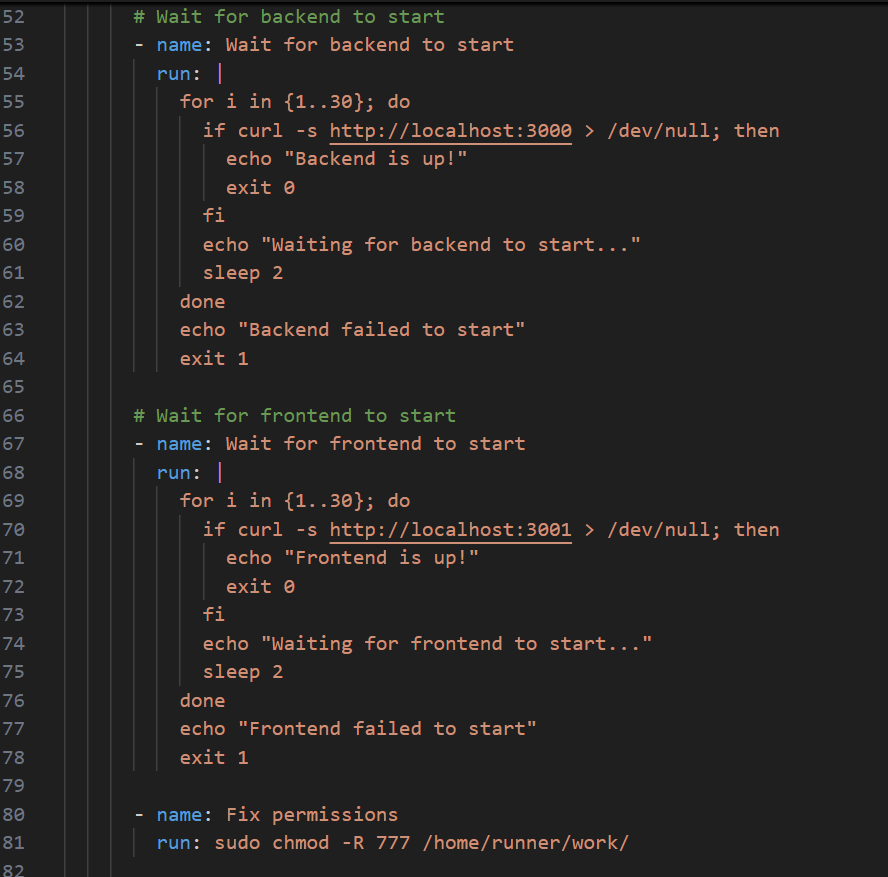 52 # Wait for backend to start
53 - name: Wait for backend to start
54 run: |
55 for i in {1..30}; do
56 if curl -s http://localhost:3000 > /dev/null; then
57 echo "Backend is up!"
58 exit 0
59 fi
60 echo "Waiting for backend to start..."
61 sleep 2
62 done
63 echo "Backend failed to start"
64 exit 1
65
66 # Wait for frontend to start
67 - name: Wait for frontend to start
68 run: |
69 for i in {1..30}; do
70 if curl -s http://localhost:3001 > /dev/null; then
71 echo "Frontend is up!"
72 exit 0
73 fi
74 echo "Waiting for frontend to start..."
75 sleep 2
76 done
77 echo "Frontend failed to start"
78 exit 1
79
80 - name: Fix permissions
81 run: sudo chmod -R 777 /home/runner/work/
82